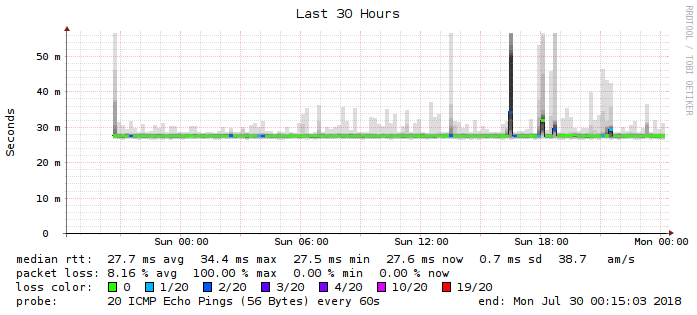 Last 30 Hours
RRDTOOL / TOBI OETIKER
Seconds
50 m
40 m
30 m
20 m
10 m
0
Sun 00:00 Sun 06:00 Sun 12:00 Sun 18:00 Mon 00:00
median rtt: 27.7 ms avg 34.4 ms max 27.5 ms min 27.6 ms now 0.7 ms sd 38.7 am/s
packet loss: 8.16 % avg 100.00 % max 0.00 % min 0.00 % now
loss color: 0 1/20 2/20 3/20 4/20 10/20 19/20
probe: 20 ICMP Echo Pings (56 Bytes) every 60s end: Mon Jul 30 00:15:03 2018